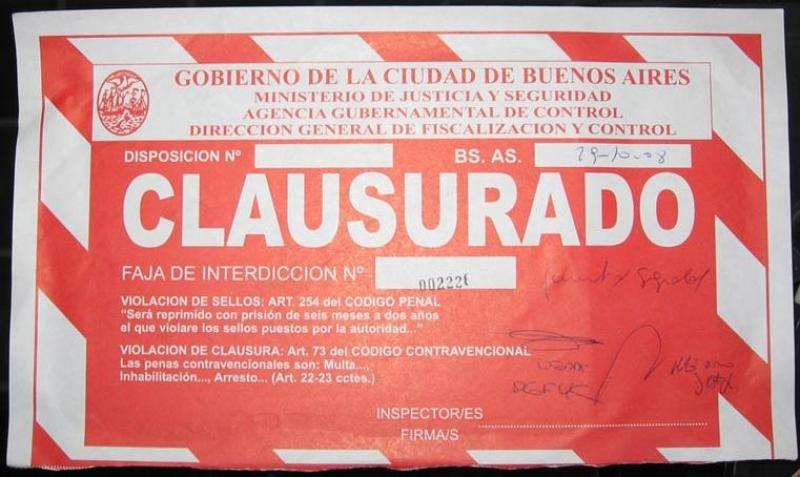 GOBIERNO DE LA CIUDAD DE BUENOS AIRES
MINISTERIO DE JUSTICIA Y SEGURIDAD
AGENCIA GUBERNAMENTAL DE CONTROL
DIRECCION GENERAL DE FISCALIZACION Y CONTROL
DISPOSICION Nº
BS. AS. 29-10-08
CLAUSURADO
FAJA DE INTERDICCION Nº
VIOLACION DE SELLOS: ART. 254 del CODIGO PENAL
"Será reprimido con prisión de seis meses a dos años
el que violare los sellos puestos por la autoridad..."
VIOLACION DE CLAUSURA: Art. 73 del CODIGO CONTRAVENCIONAL
Las penas contravencionales son: Multa...,
Inhabilitación..., Arresto... (Art. 22-23 cctes.)
INSPECTOR/ES
FIRMA/S